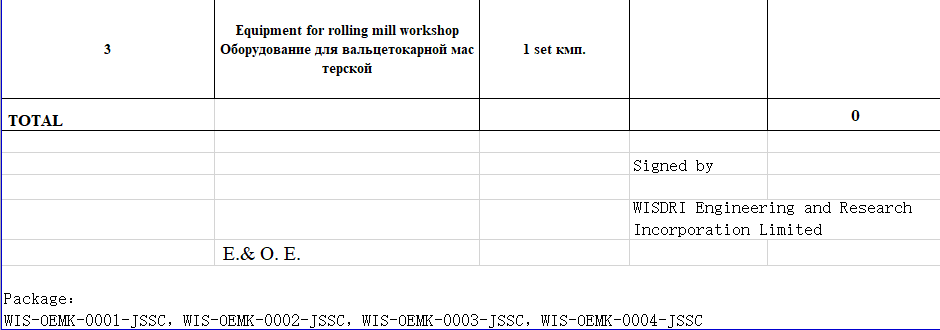 Equipment for rolling mill workshop
3 Оборудование для вальцетокарной мас 1 set кмп.
терской
TOTAL 0
Signed by
WISDRI Engineering and Research
Incorporation Limited
E.& O. E.
Package:
WIS-OEMK-0001-JSSC, WIS-OEMK-0002-JSSC, WIS-OEMK-0003-JSSC, WIS-OEMK-0004-JSSC